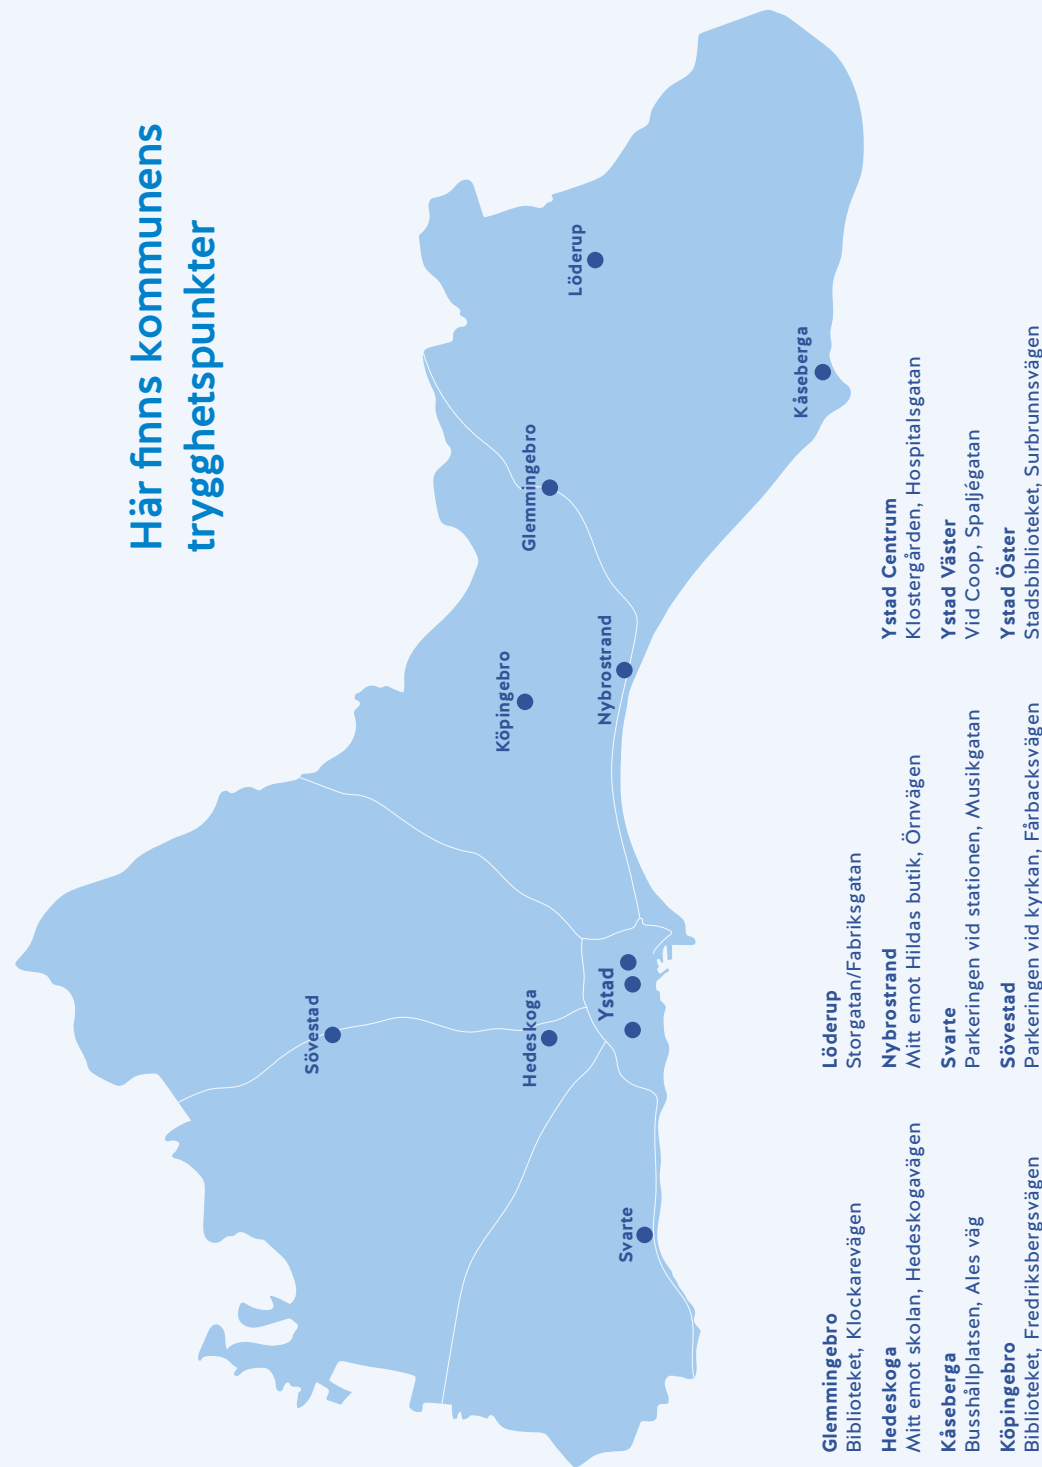 Här finns kommunens
trygghetspunkter
Löderup
Kåseberga
Glemmingebro
Nybrostrand
Köpingebro
Sövestad
Hedeskoga
Ystad
Svarte
Glemmingebro
Biblioteket, Klockarevägen
Hedeskoga
Mitt emot skolan, Hedeskogavägen
Kåseberga
Busshållplatsen, Ales väg
Köpingebro
Biblioteket, Fredriksbergsvägen
Löderup
Storgatan/Fabriksgatan
Nybrostrand
Mitt emot Hildas butik, Örnvägen
Svarte
Parkeringen vid stationen, Musikgatan
Sövestad
Parkeringen vid kyrkan, Fårbacksvägen
Ystad Centrum
Klostergården, Hospitalsgatan
Ystad Väster
Vid Coop, Spaljégatan
Ystad Öster
Stadsbiblioteket, Surbrunnsvägen